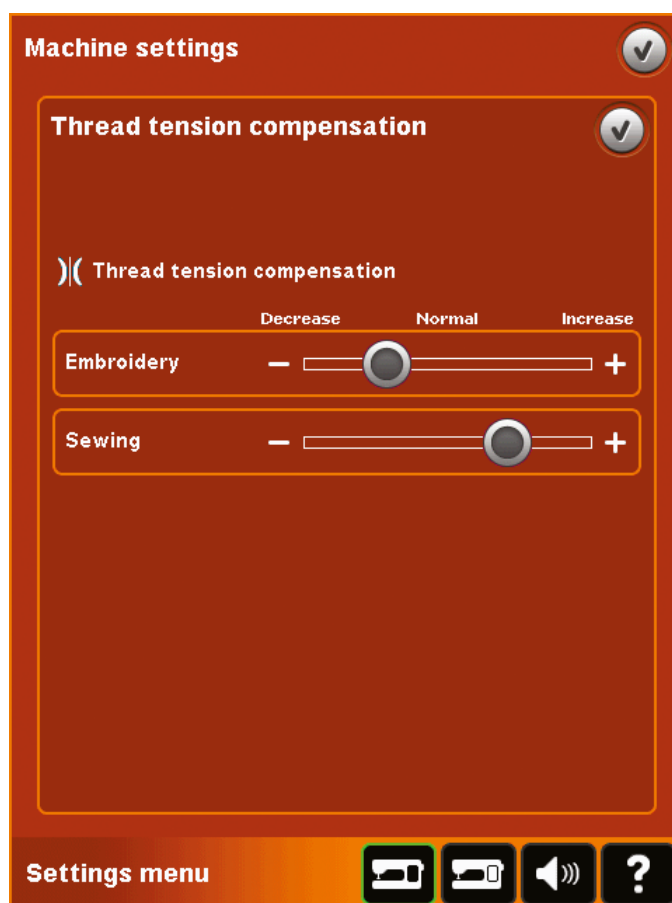 Machine settings
Thread tension compensation
Thread tension compensation
Decrease Normal Increase
Embroidery − +
Sewing − +
Settings menu ?